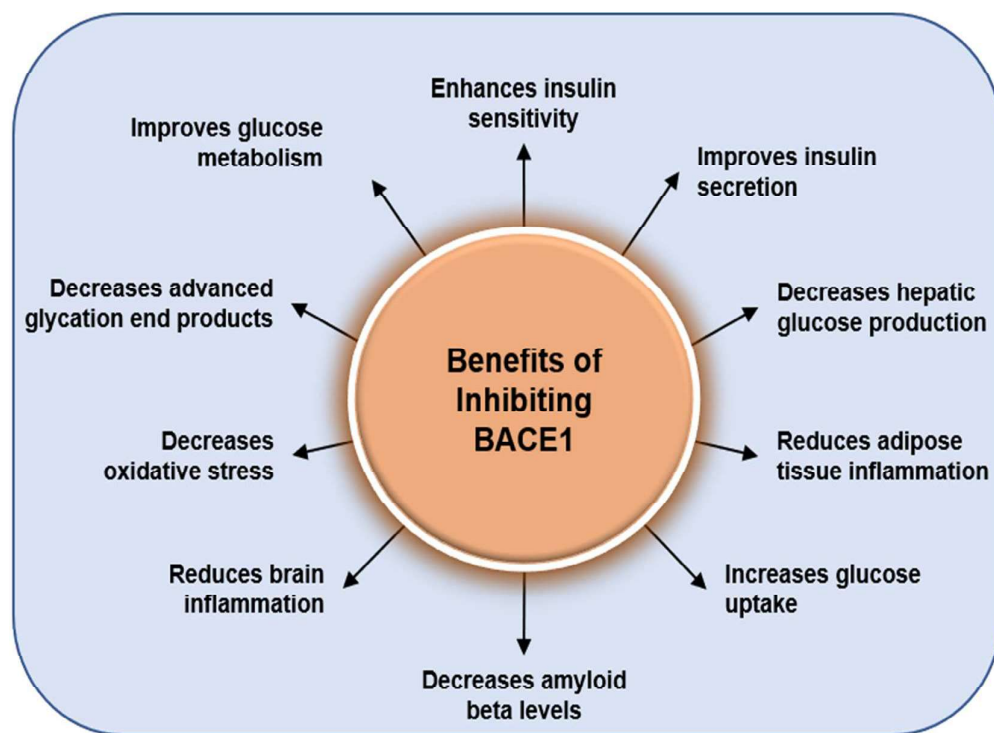 Enhances insulin
sensitivity
Improves glucose
metabolism
Improves insulin
secretion
Decreases advanced
glycation end products
Decreases hepatic
glucose production
Benefits of
Inhibiting
BACE1
Decreases
oxidative stress
Reduces adipose
tissue inflammation
Reduces brain
inflammation
Increases glucose
uptake
Decreases amyloid
beta levels